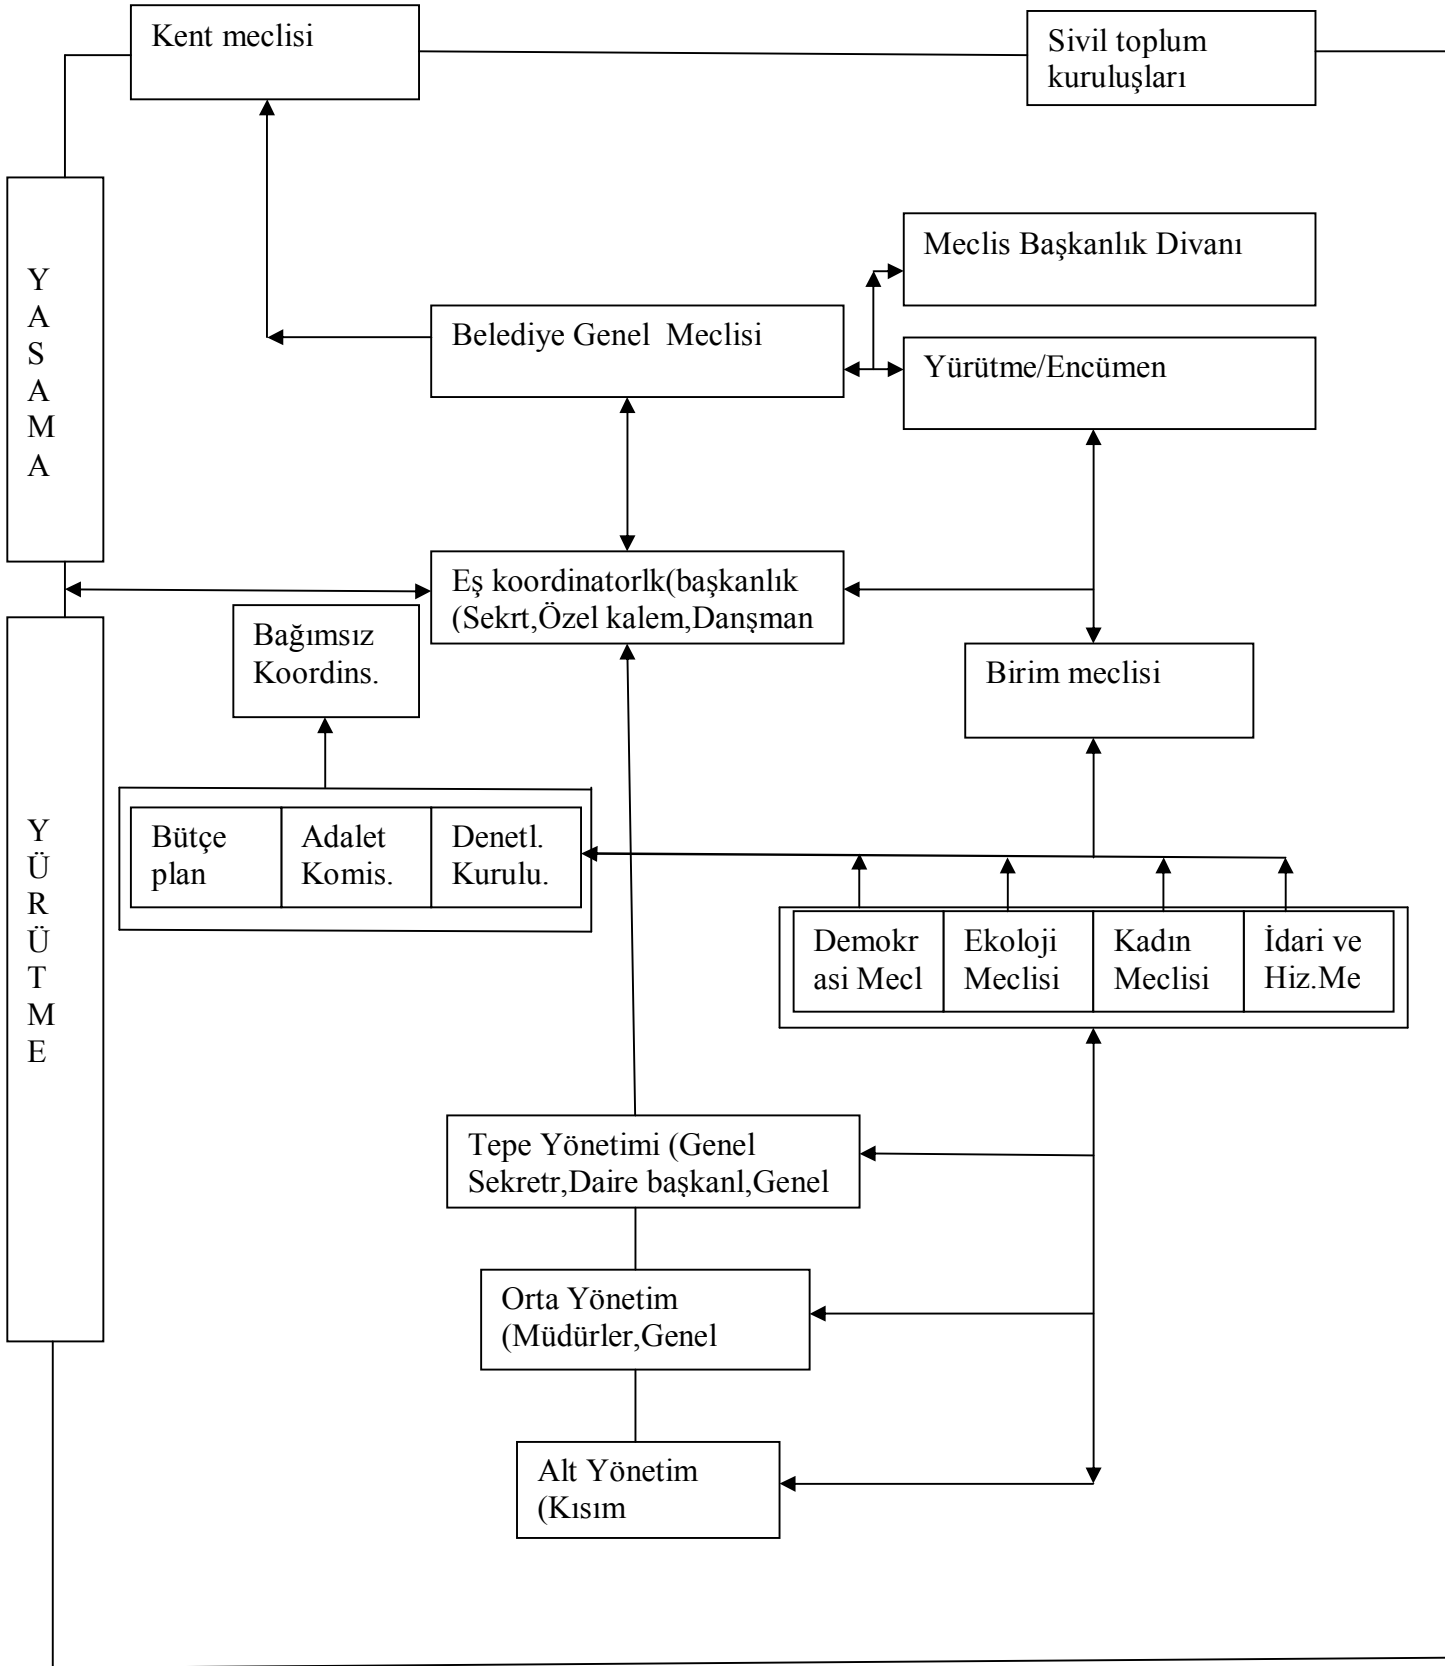 Kent meclisi
Sivil toplum
kuruluşları
Y
A
S
A
M
A
Meclis Başkanlık Divanı
Belediye Genel  Meclisi
Yürütme/Encümen
Eş koordinatorlk(başkanlık
(Sekrt,Özel kalem,Danşman
Bağımsız
Koordins.
Birim meclisi
Y
Ü
R
Ü
T
M
E
Bütçe
plan
Adalet
Komis.
Denetl.
Kurulu.
Demokr
asi Mecl
Ekoloji
Meclisi
Kadın
Meclisi
İdari ve
Hiz.Me
Tepe Yönetimi (Genel
Sekretr,Daire başkanl,Genel
Orta Yönetim
(Müdürler,Genel
Alt Yönetim
(Kısım